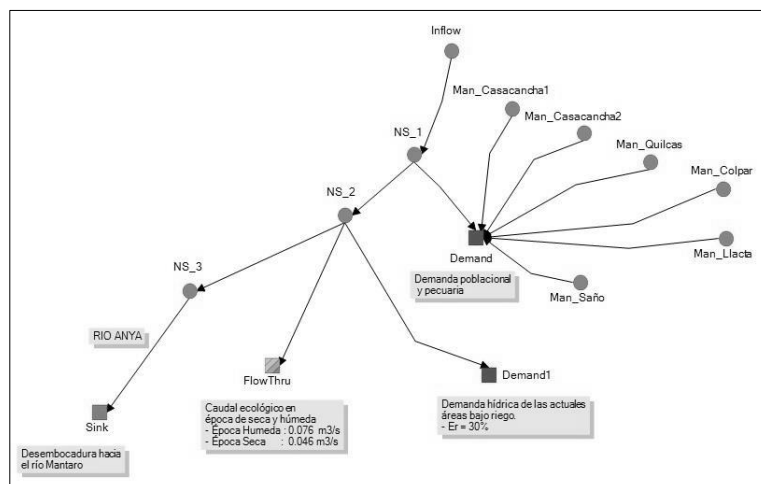 Inflow
Man_Casacancha1
Man_Casacancha2
NS_1
Man_Quilcas
Man_Colpar
NS_2
Demand
Man_Llacta
Demanda poblacional
y pecuaria
NS_3
Man_Saño
RIO ANYA
FlowThru
Demand1
Caudal ecológico en
época de seca y húmeda
- Época Humeda : 0.076 m3/s
- Época Seca : 0.046 m3/s
Demanda hídrica de las actuales
áreas bajo riego.
- Er = 30%
Sink
Desembocadura hacia
el río Mantaro